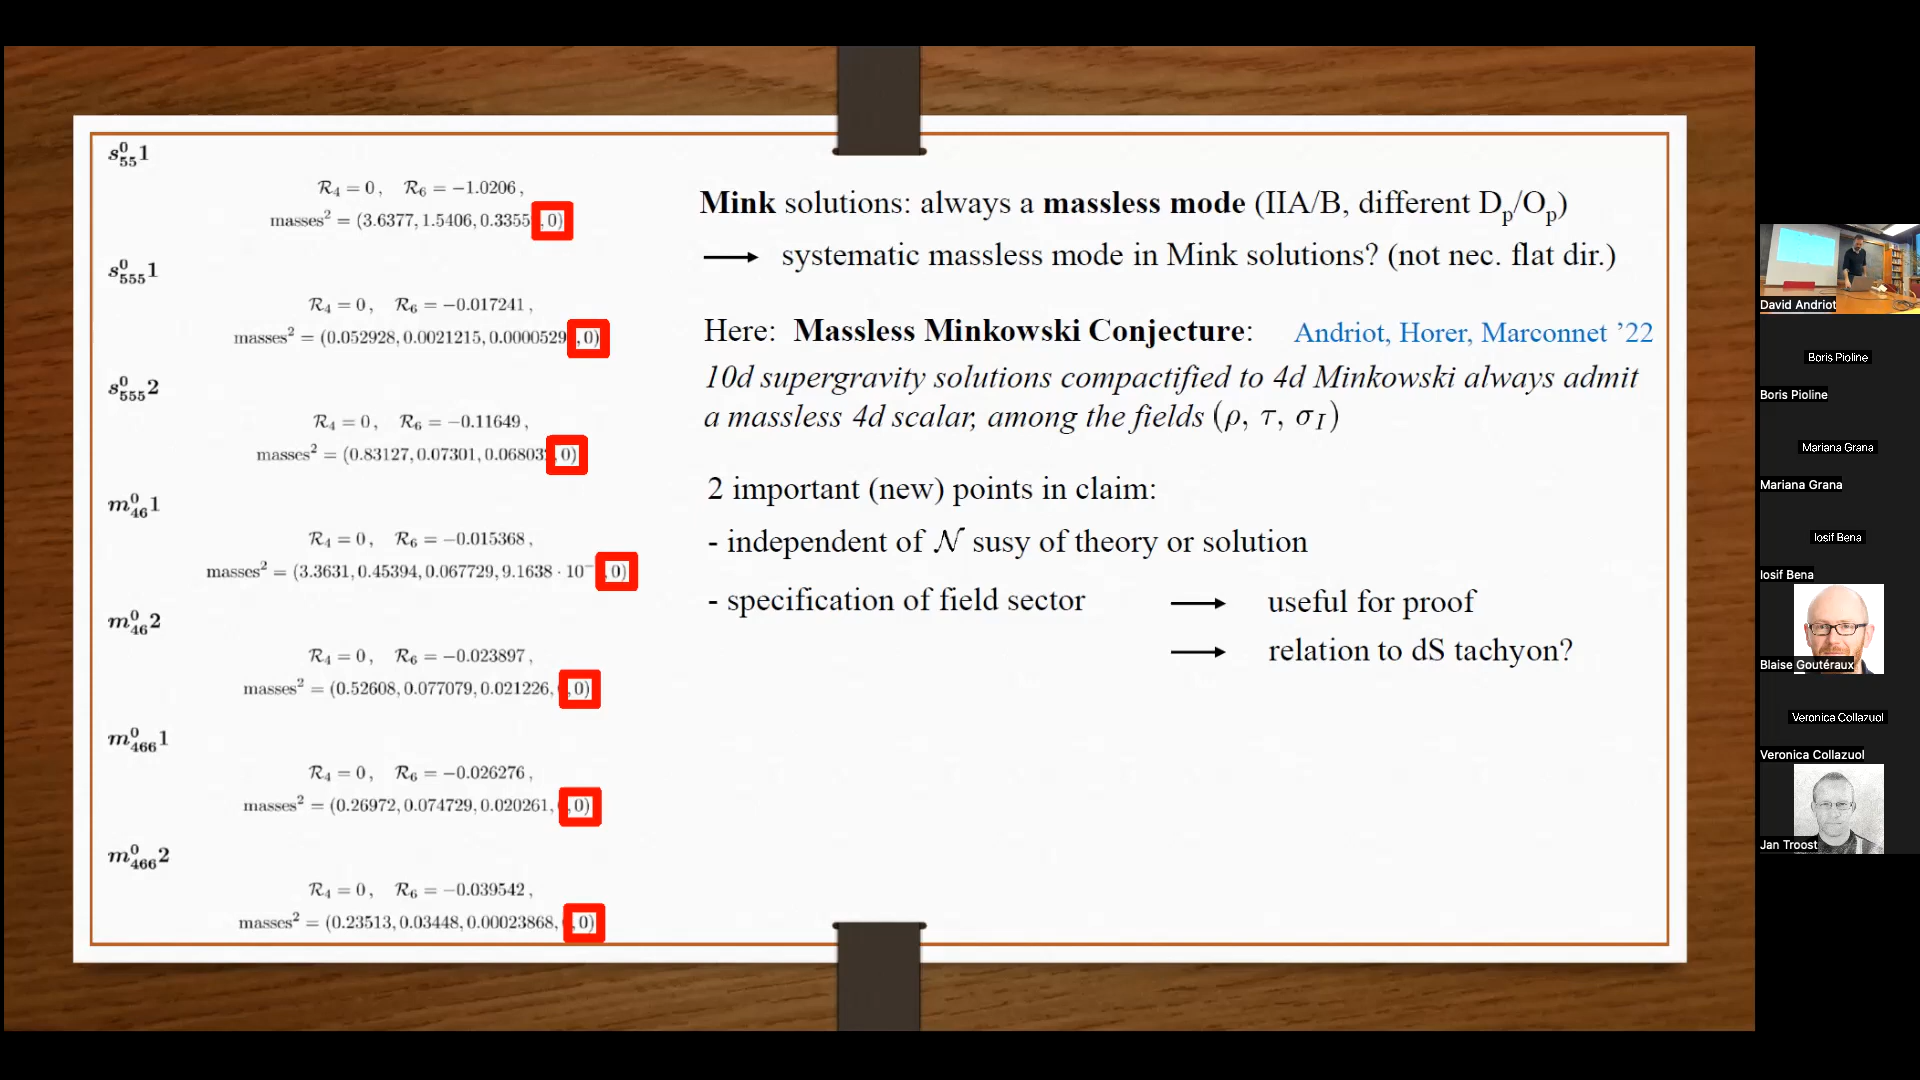 s⁰₅₅1
R₄ = 0 ,   R₆ = −1.0206 ,
masses² = (3.6377, 1.5406, 0.3355 , 0)
s⁰₅₅₅1
R₄ = 0 ,   R₆ = −0.017241 ,
masses² = (0.052928, 0.0021215, 0.0000529 , 0)
s⁰₅₅₅2
R₄ = 0 ,   R₆ = −0.11649 ,
masses² = (0.83127, 0.07301, 0.06803 0)
m⁰₄₆1
R₄ = 0 ,   R₆ = −0.015368 ,
masses² = (3.3631, 0.45394, 0.067729, 9.1638 · 10⁻ 0)
m⁰₄₆2
R₄ = 0 ,   R₆ = −0.023897 ,
masses² = (0.52608, 0.077079, 0.021226, , 0)
m⁰₄₆₆1
R₄ = 0 ,   R₆ = −0.026276 ,
masses² = (0.26972, 0.074729, 0.020261, , 0)
m⁰₄₆₆2
R₄ = 0 ,   R₆ = −0.039542 ,
masses² = (0.23513, 0.03448, 0.00023868, , 0)
Mink solutions: always a massless mode (IIA/B, different Dₚ/Oₚ)
⟶ systematic massless mode in Mink solutions? (not nec. flat dir.)
Here: Massless Minkowski Conjecture: Andriot, Horer, Marconnet ’22
10d supergravity solutions compactified to 4d Minkowski always admit
a massless 4d scalar, among the fields (ρ, τ, σ_I)
2 important (new) points in claim:
- independent of 𝒩 susy of theory or solution
- specification of field sector ⟶ useful for proof
⟶ relation to dS tachyon?
David Andriot
Boris Pioline
Boris Pioline
Mariana Grana
Mariana Grana
Iosif Bena
Iosif Bena
Blaise Goutéraux
Veronica Collazuol
Veronica Collazuol
Jan Troost